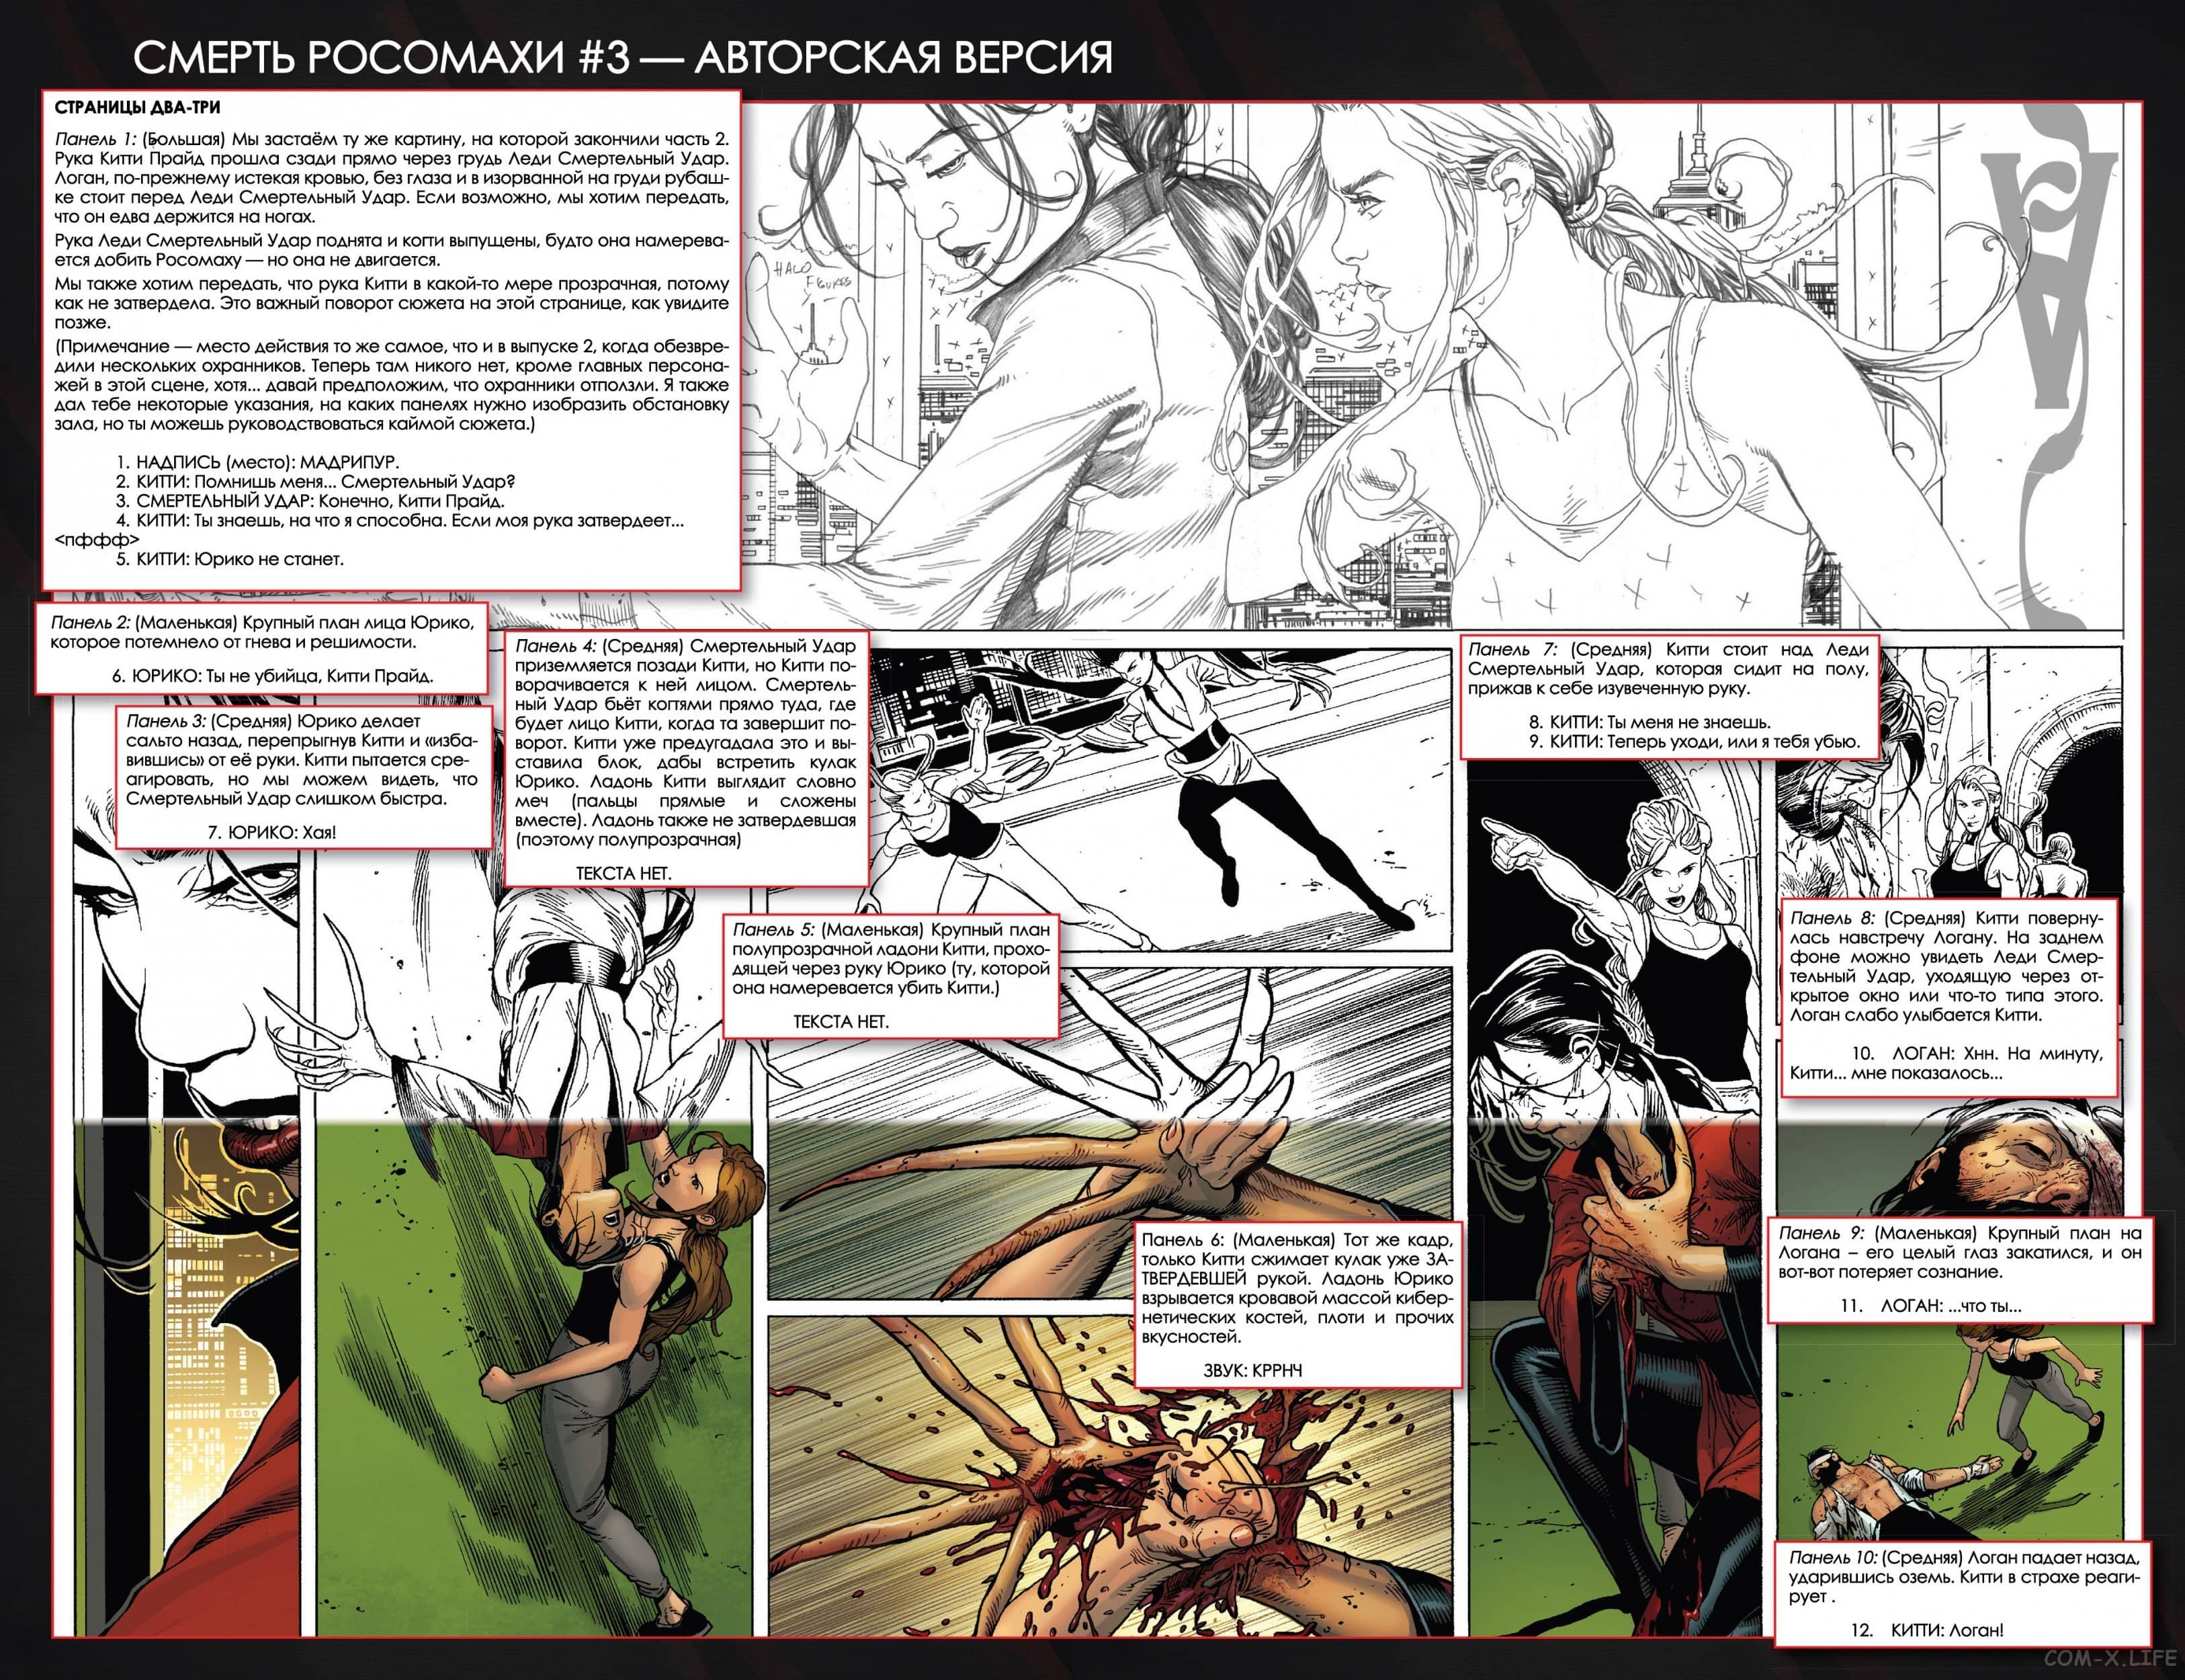 СМЕРТЬ РОСОМАХИ #3 — АВТОРСКАЯ ВЕРСИЯ
СТРАНИЦЫ ДВА-ТРИ
Панель 1: (Большая) Мы застаём ту же картину, на которой закончили часть 2.
Рука Китти Прайд прошла сзади прямо через грудь Леди Смертельный Удар.
Логан, по-прежнему истекая кровью, без глаза и в изорванной на груди рубаш-
ке стоит перед Леди Смертельный Удар. Если возможно, мы хотим передать,
что он едва держится на ногах.
Рука Леди Смертельный Удар поднята и когти выпущены, будто она намерева-
ется добить Росомаху — но она не двигается.
Мы также хотим передать, что рука Китти в какой-то мере прозрачная, потому
как не затвердела. Это важный поворот сюжета на этой странице, как увидите
позже.
(Примечание — место действия то же самое, что и в выпуске 2, когда обезвре-
дили нескольких охранников. Теперь там никого нет, кроме главных персона-
жей в этой сцене, хотя... давай предположим, что охранники отползли. Я также
дал тебе некоторые указания, на каких панелях нужно изобразить обстановку
зала, но ты можешь руководствоваться каймой сюжета.)
1. НАДПИСЬ (место): МАДРИПУР.
2. КИТТИ: Помнишь меня... Смертельный Удар?
3. СМЕРТЕЛЬНЫЙ УДАР: Конечно, Китти Прайд.
4. КИТТИ: Ты знаешь, на что я способна. Если моя рука затвердеет...
<пффф>
5. КИТТИ: Юрико не станет.
HALO
FIGURES
Панель 2: (Маленькая) Крупный план лица Юрико,
которое потемнело от гнева и решимости.
6. ЮРИКО: Ты не убийца, Китти Прайд.
Панель 3: (Средняя) Юрико делает
сальто назад, перепрыгнув Китти и «изба-
вившись» от её руки. Китти пытается сре-
агировать, но мы можем видеть, что
Смертельный Удар слишком быстра.
7. ЮРИКО: Хая!
Панель 4: (Средняя) Смертельный Удар
приземляется позади Китти, но Китти по-
ворачивается к ней лицом. Смертель-
ный Удар бьёт когтями прямо туда, где
будет лицо Китти, когда та завершит по-
ворот. Китти уже предугадала это и вы-
ставила блок, дабы встретить кулак
Юрико. Ладонь Китти выглядит словно
меч (пальцы прямые и сложены
вместе). Ладонь также не затвердевшая
(поэтому полупрозрачная)
ТЕКСТА НЕТ.
Панель 5: (Маленькая) Крупный план
полупрозрачной ладони Китти, прохо-
дящей через руку Юрико (ту, которой
она намеревается убить Китти.)
ТЕКСТА НЕТ.
Панель 6: (Маленькая) Тот же кадр,
только Китти сжимает кулак уже ЗА-
ТВЕРДЕВШЕЙ рукой. Ладонь Юрико
взрывается кровавой массой кибер-
нетических костей, плоти и прочих
вкусностей.
ЗВУК: КРРНЧ
Панель 7: (Средняя) Китти стоит над Леди
Смертельный Удар, которая сидит на полу,
прижав к себе изувеченную руку.
8. КИТТИ: Ты меня не знаешь.
9. КИТТИ: Теперь уходи, или я тебя убью.
Панель 8: (Средняя) Китти поверну-
лась навстречу Логану. На заднем
фоне можно увидеть Леди Смер-
тельный Удар, уходящую через от-
крытое окно или что-то типа этого.
Логан слабо улыбается Китти.
10. ЛОГАН: Хнн. На минуту,
Китти... мне показалось...
Панель 9: (Маленькая) Крупный план на
Логана – его целый глаз закатился, и он
вот-вот потеряет сознание.
11. ЛОГАН: ...что ты...
Панель 10: (Средняя) Логан падает назад,
ударившись оземь. Китти в страхе реаги-
рует .
12. КИТТИ: Логан!
COM-X.LIFE